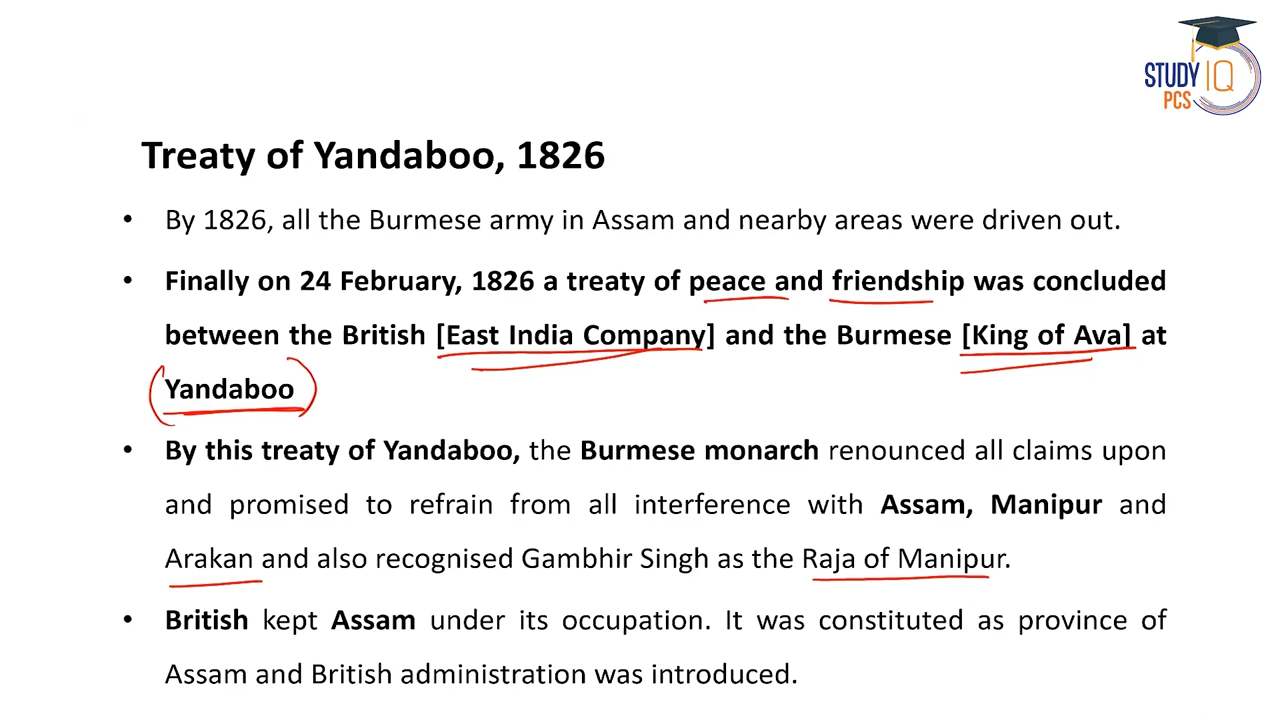 STUDY IQ
PCS
Treaty of Yandaboo, 1826
• By 1826, all the Burmese army in Assam and nearby areas were driven out.
• Finally on 24 February, 1826 a treaty of peace and friendship was concluded
between the British [East India Company] and the Burmese [King of Ava] at
Yandaboo
• By this treaty of Yandaboo, the Burmese monarch renounced all claims upon
and promised to refrain from all interference with Assam, Manipur and
Arakan and also recognised Gambhir Singh as the Raja of Manipur.
• British kept Assam under its occupation. It was constituted as province of
Assam and British administration was introduced.